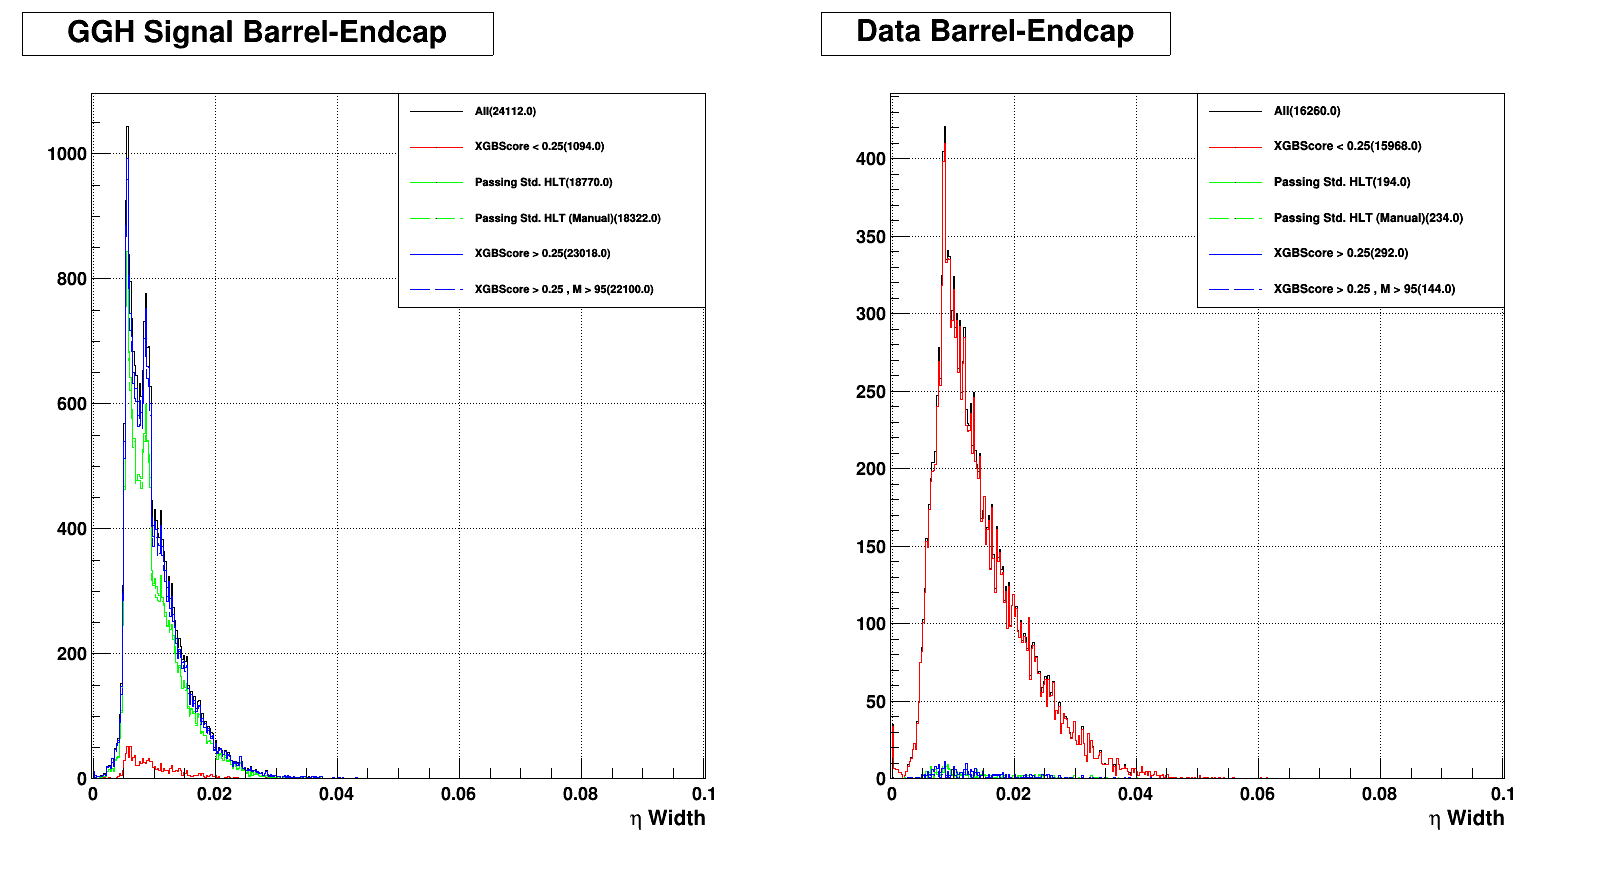 GGH Signal Barrel-Endcap
All(24112.0)
XGBScore < 0.25(1094.0)
Passing Std. HLT(18770.0)
Passing Std. HLT (Manual)(18322.0)
XGBScore > 0.25(23018.0)
XGBScore > 0.25 , M > 95(22100.0)
1000
800
600
400
200
0
0 0.02 0.04 0.06 0.08 0.1
η Width
Data Barrel-Endcap
All(16260.0)
XGBScore < 0.25(15968.0)
Passing Std. HLT(194.0)
Passing Std. HLT (Manual)(234.0)
XGBScore > 0.25(292.0)
XGBScore > 0.25 , M > 95(144.0)
400
350
300
250
200
150
100
50
0
0 0.02 0.04 0.06 0.08 0.1
η Width